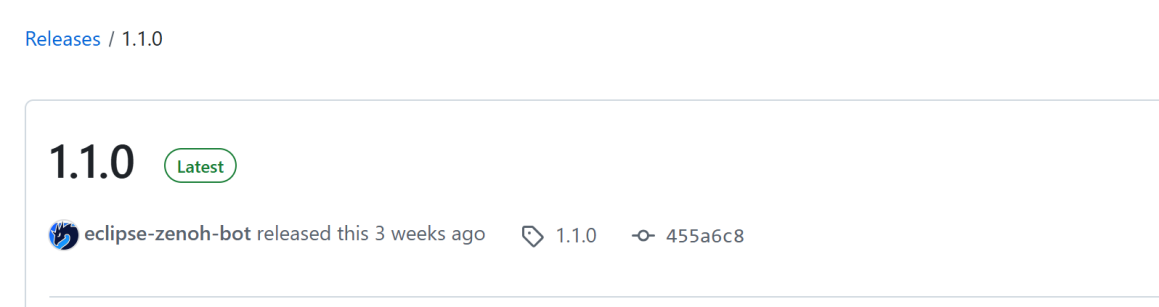 Releases / 1.1.0
1.1.0 Latest
eclipse-zenoh-bot released this 3 weeks ago 1.1.0 455a6c8